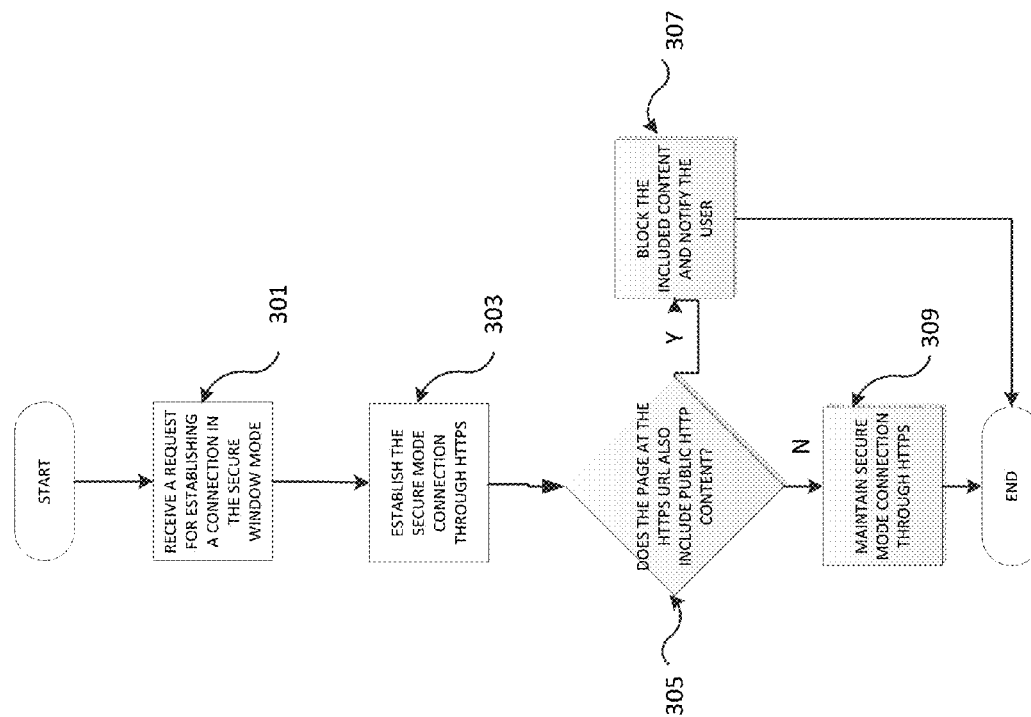 START
RECEIVE A REQUEST
FOR ESTABLISHING
A CONNECTION IN
THE SECURE
WINDOW MODE
301
ESTABLISH THE
SECURE MODE
CONNECTION
THROUGH HTTPS
303
DOES THE PAGE AT THE
HTTPS URL ALSO
INCLUDE PUBLIC HTTP
CONTENT?
305
Y
BLOCK THE
INCLUDED CONTENT
AND NOTIFY THE
USER
307
N
MAINTAIN SECURE
MODE CONNECTION
THROUGH HTTPS
309
END